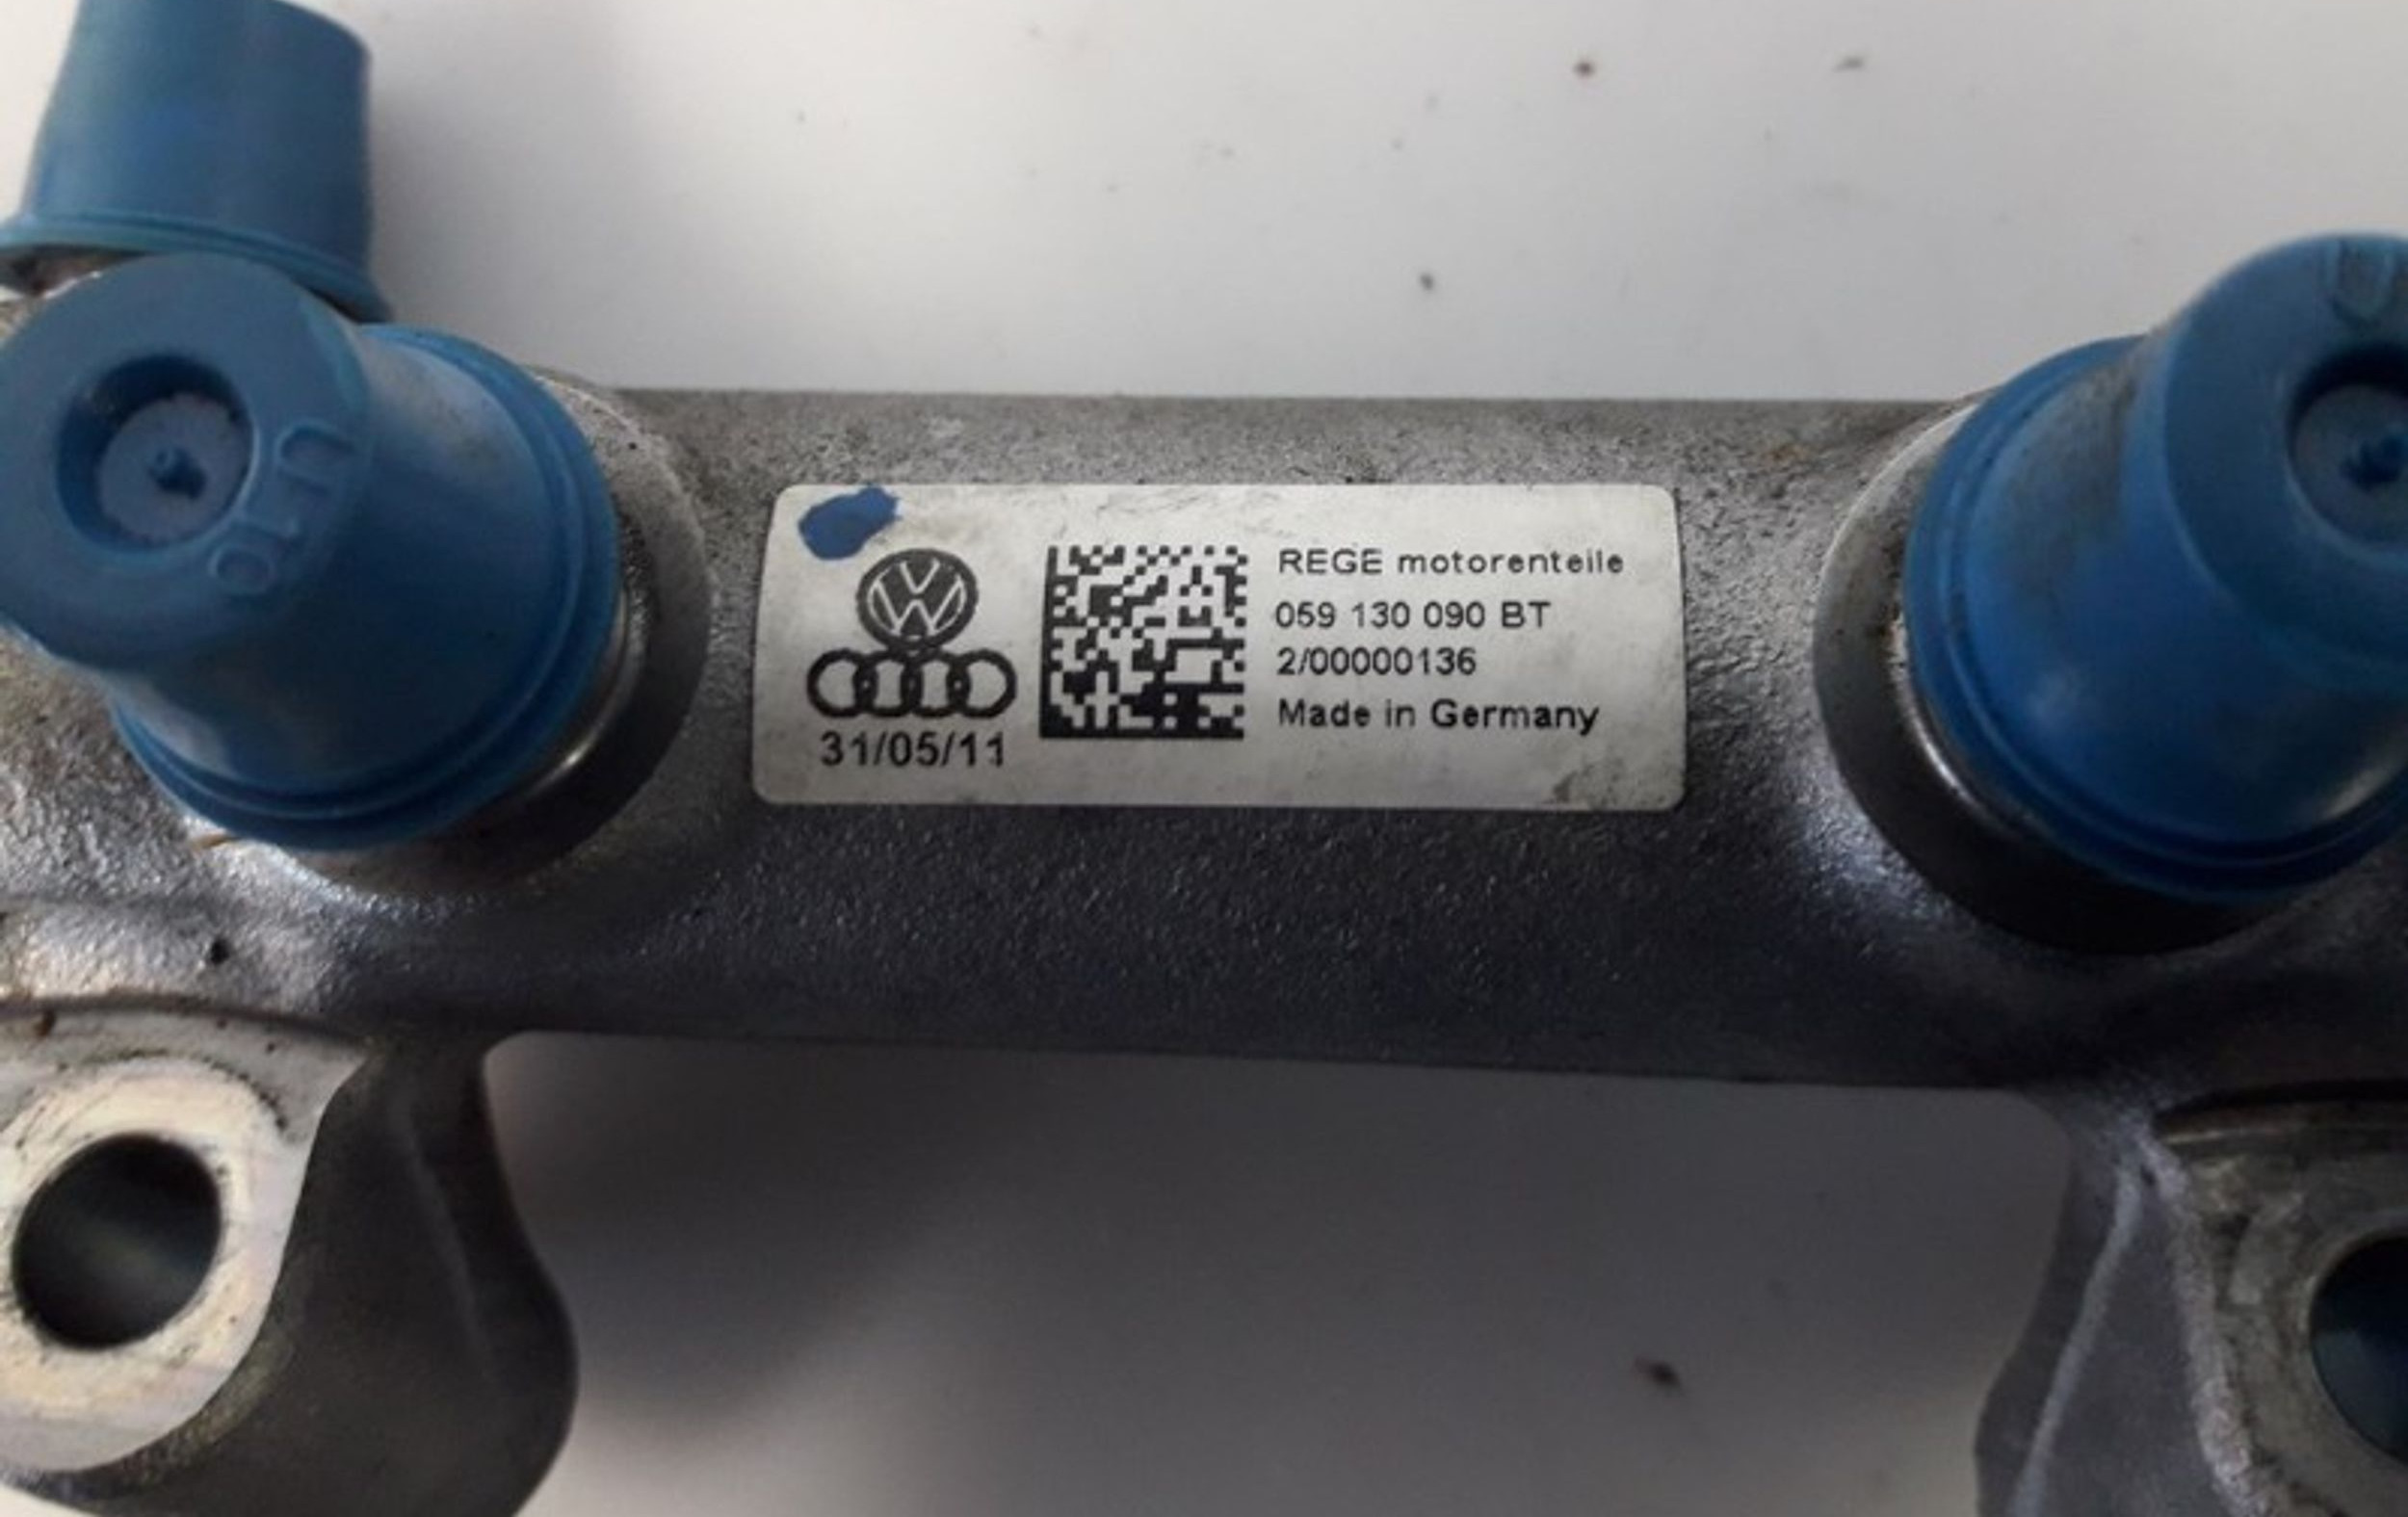 REGE motorenteile
059 130 090 BT
2/00000136
Made in Germany
31/05/11